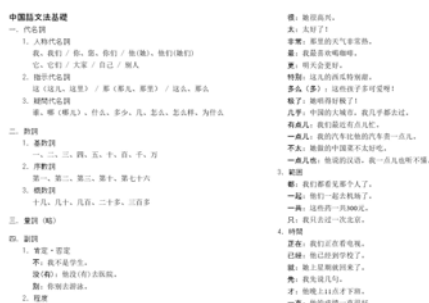 中国語文法基礎
一、代名詞
1. 人称代名詞
我、我们 / 你、您、你们 / 他(她)、他们(她们)
它、它们 / 大家 / 自己 / 别人
2. 指示代名詞
这（这儿、这里） / 那（那儿、那里） / 这么、那么
3. 疑問代名詞
谁、哪（哪儿）、什么、多少、几、怎么、怎么样、为什么
二、数詞
1. 基数詞
一、二、三、四、五、十、百、千、万
2. 序数詞
第一、第二、第三、第十、第七十六
3. 概数詞
十几、几十、几百、二十多、三百多
三、量詞（略）
四、副詞
1. 肯定・否定
不：我不是学生。
没(有)：他没(有)去医院。
别：你别去游泳。
2. 程度
很：她很高兴。
太：太好了！
非常：那里的天气非常热。
最：我最喜欢喝咖啡。
更：明天会更好。
特别：这儿的西瓜特别甜。
多么（多）：这些孩子多可爱呀！
极了：她唱得好极了！
几乎：中国的大城市，我几乎都去过。
有点儿：我们最近有点儿忙。
一点儿：我的汽车比他的汽车贵一点儿。
不太：她做的中国菜不太好吃。
一点儿也：他说的汉语，我一点儿也听不懂。
3. 範囲
都：我们都看见那个人了。
一起：他们一起去机场了。
一共：这些药一共300元。
只：我只去过一次北京。
4. 時間
正在：我们正在看电视。
已经：他已经到学校了。
就：她上星期就回来了。
先：我先说几句。
才：他晚上11点才下班。